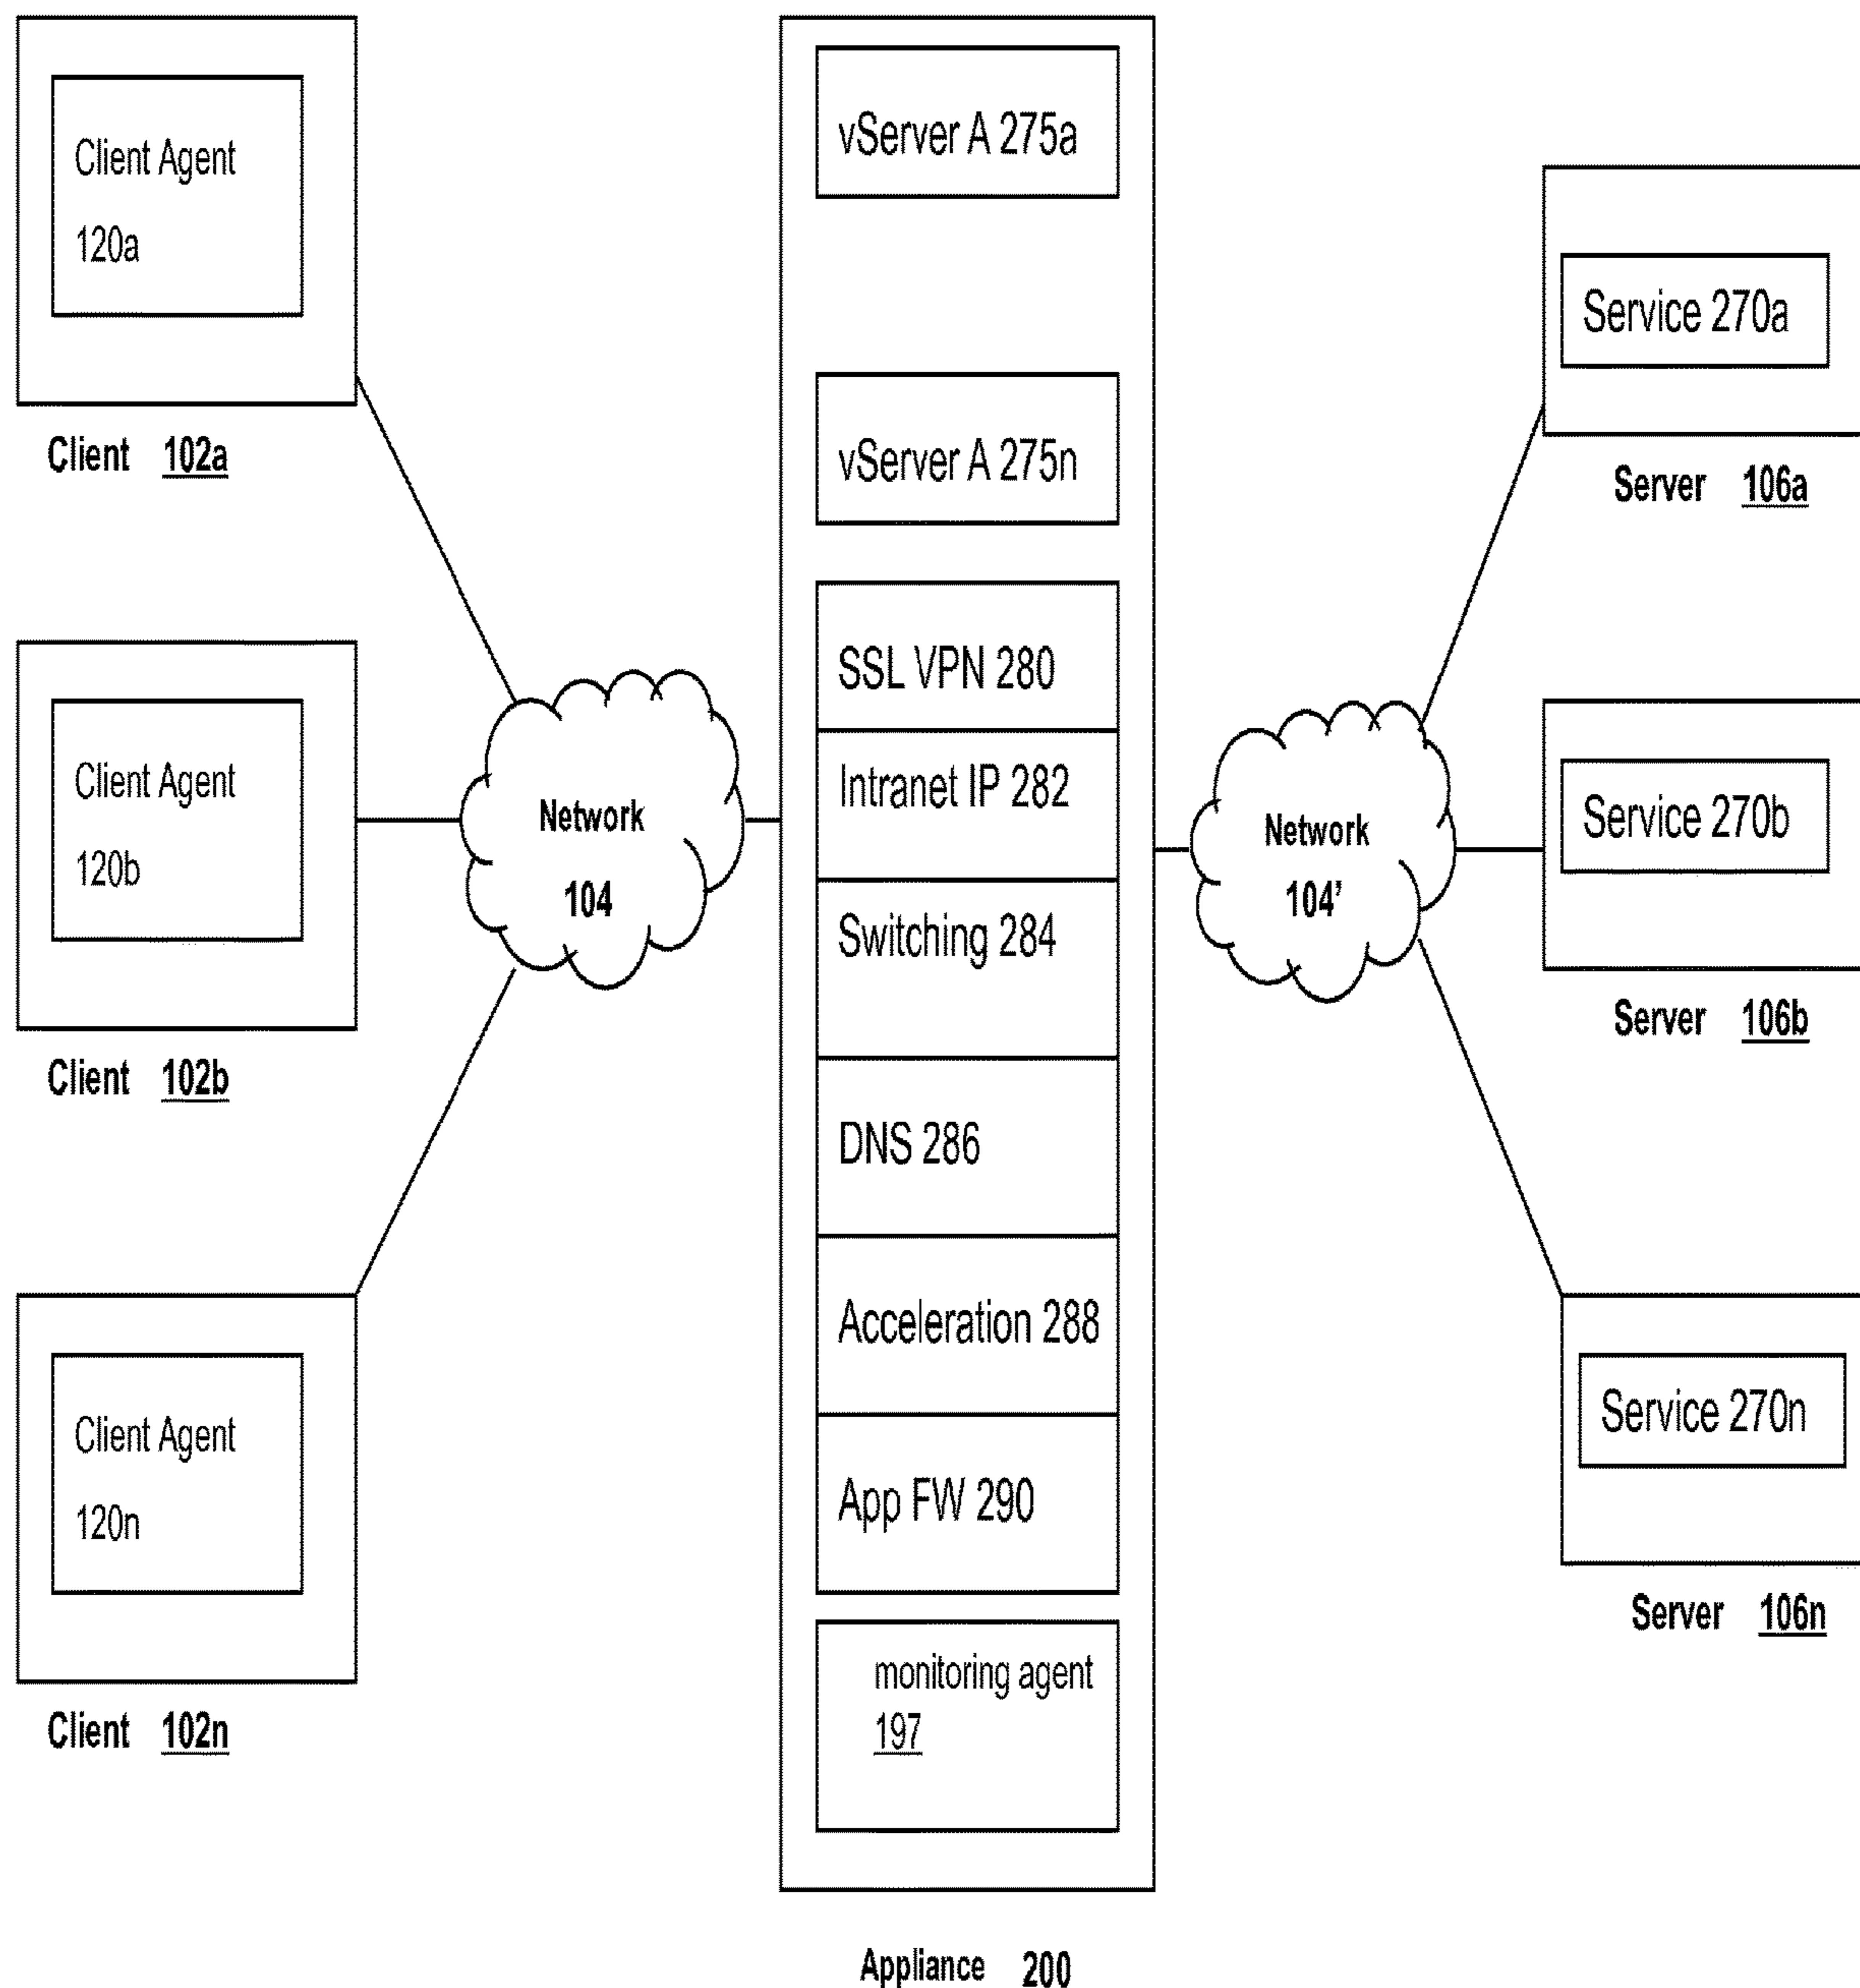 Client Agent
120a
Client 102a
Client Agent
120b
Client 102b
Client Agent
120n
Client 102n
Network
104
vServer A 275a
vServer A 275n
SSL VPN 280
Intranet IP 282
Switching 284
DNS 286
Acceleration 288
App FW 290
monitoring agent
197
Appliance 200
Network
104’
Service 270a
Server 106a
Service 270b
Server 106b
Service 270n
Server 106n